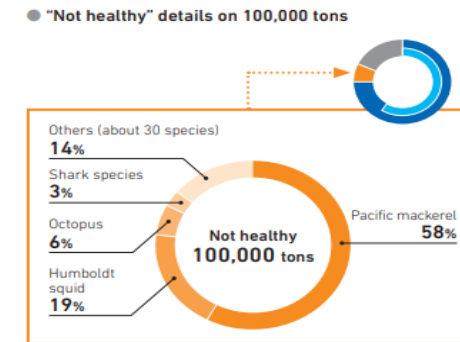 ● “Not healthy” details on 100,000 tons
Others (about 30 species)
14%
Shark species
3%
Octopus
6%
Humboldt
squid
19%
Not healthy
100,000 tons
Pacific mackerel
58%